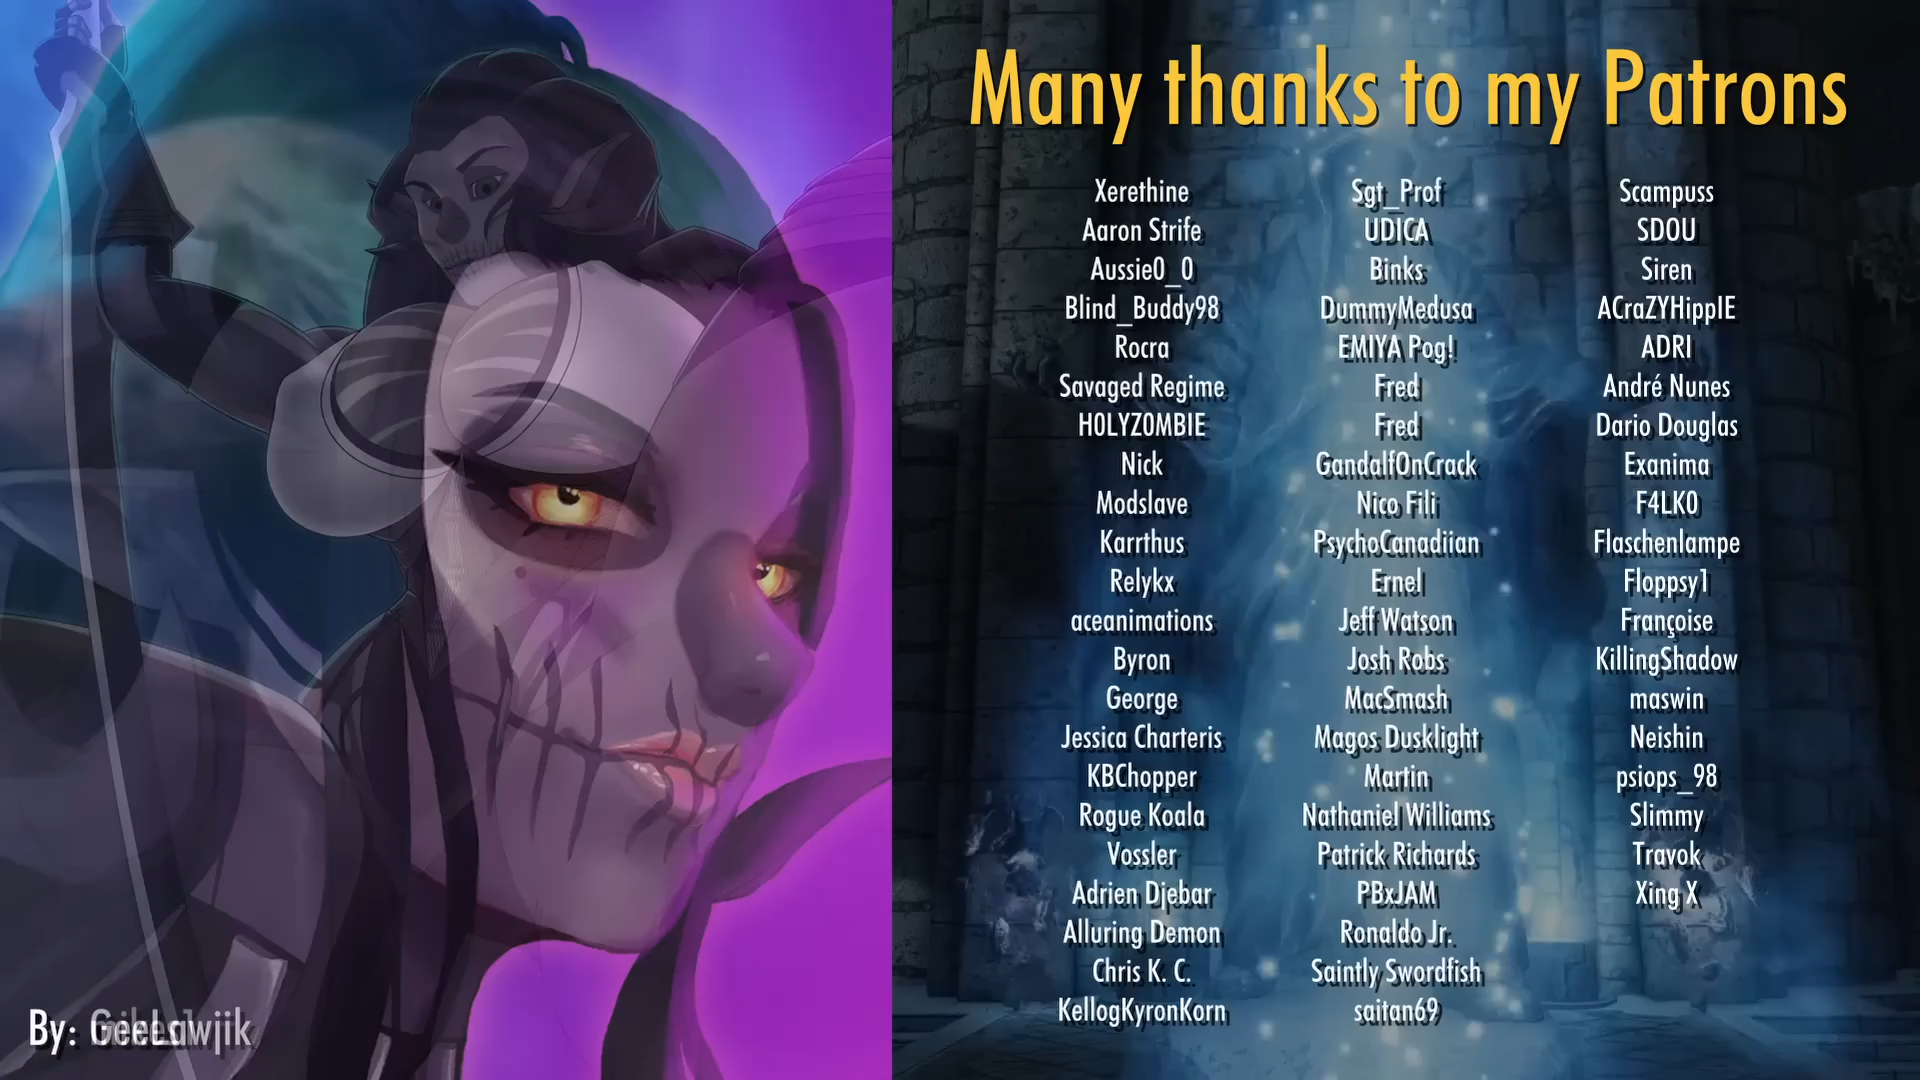 Many thanks to my Patrons
Xerethine
Aaron Strife
Aussie0_0
Blind_Buddy98
Rocra
Savaged Regime
H0LYZ0MBIE
Nick
Modslave
Karrthus
Relykx
aceanimations
Byron
George
Jessica Charteris
KBChopper
Rogue Koala
Vossler
Adrien Djebar
Alluring Demon
Chris K. C.
KellogKyronKorn
Sgt_Prof
UDICA
Binks
DummyMedusa
EMIYA Pog!
Fred
Fred
GandalfOnCrack
Nico Fili
PsychoCanadiian
Ernel
Jeff Watson
Josh Robs
MacSmash
Magos Dusklight
Martin
Nathaniel Williams
Patrick Richards
PBxJAM
Ronaldo Jr.
Saintly Swordfish
saitan69
Scampuss
SDOU
Siren
ACraZYHippIE
ADRI
André Nunes
Dario Douglas
Exanima
F4LK0
Flaschenlampe
Floppsy1
Françoise
KillingShadow
maswin
Neishin
psiops_98
Slimmy
Travok
Xing X
By: GeeLawjik